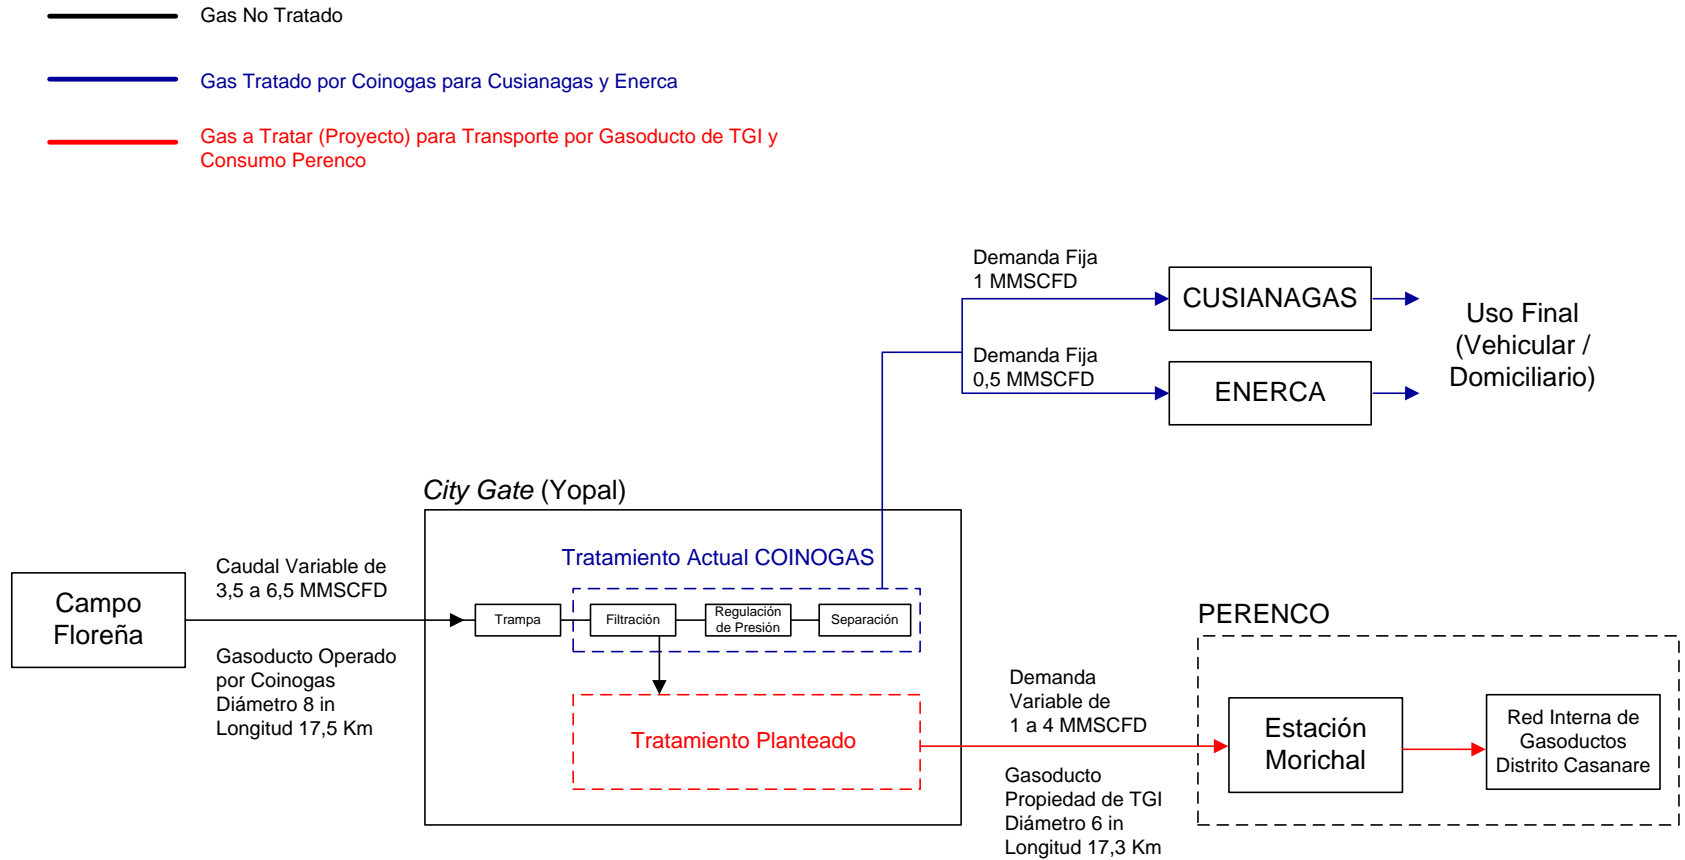 Gas No Tratado
Gas Tratado por Coinogas para Cusianagas y Enerca
Gas a Tratar (Proyecto) para Transporte por Gasoducto de TGI y
Consumo Perenco
Demanda Fija
1 MMSCFD
CUSIANAGAS
Demanda Fija
0,5 MMSCFD
ENERCA
Uso Final
(Vehicular /
Domiciliario)
City Gate (Yopal)
Tratamiento Actual COINOGAS
Campo
Floreña
Caudal Variable de
3,5 a 6,5 MMSCFD
Gasoducto Operado
por Coinogas
Diámetro 8 in
Longitud 17,5 Km
Trampa
Filtración
Regulación
de Presión
Separación
Tratamiento Planteado
Demanda
Variable de
1 a 4 MMSCFD
Gasoducto
Propiedad de TGI
Diámetro 6 in
Longitud 17,3 Km
PERENCO
Estación
Morichal
Red Interna de
Gasoductos
Distrito Casanare